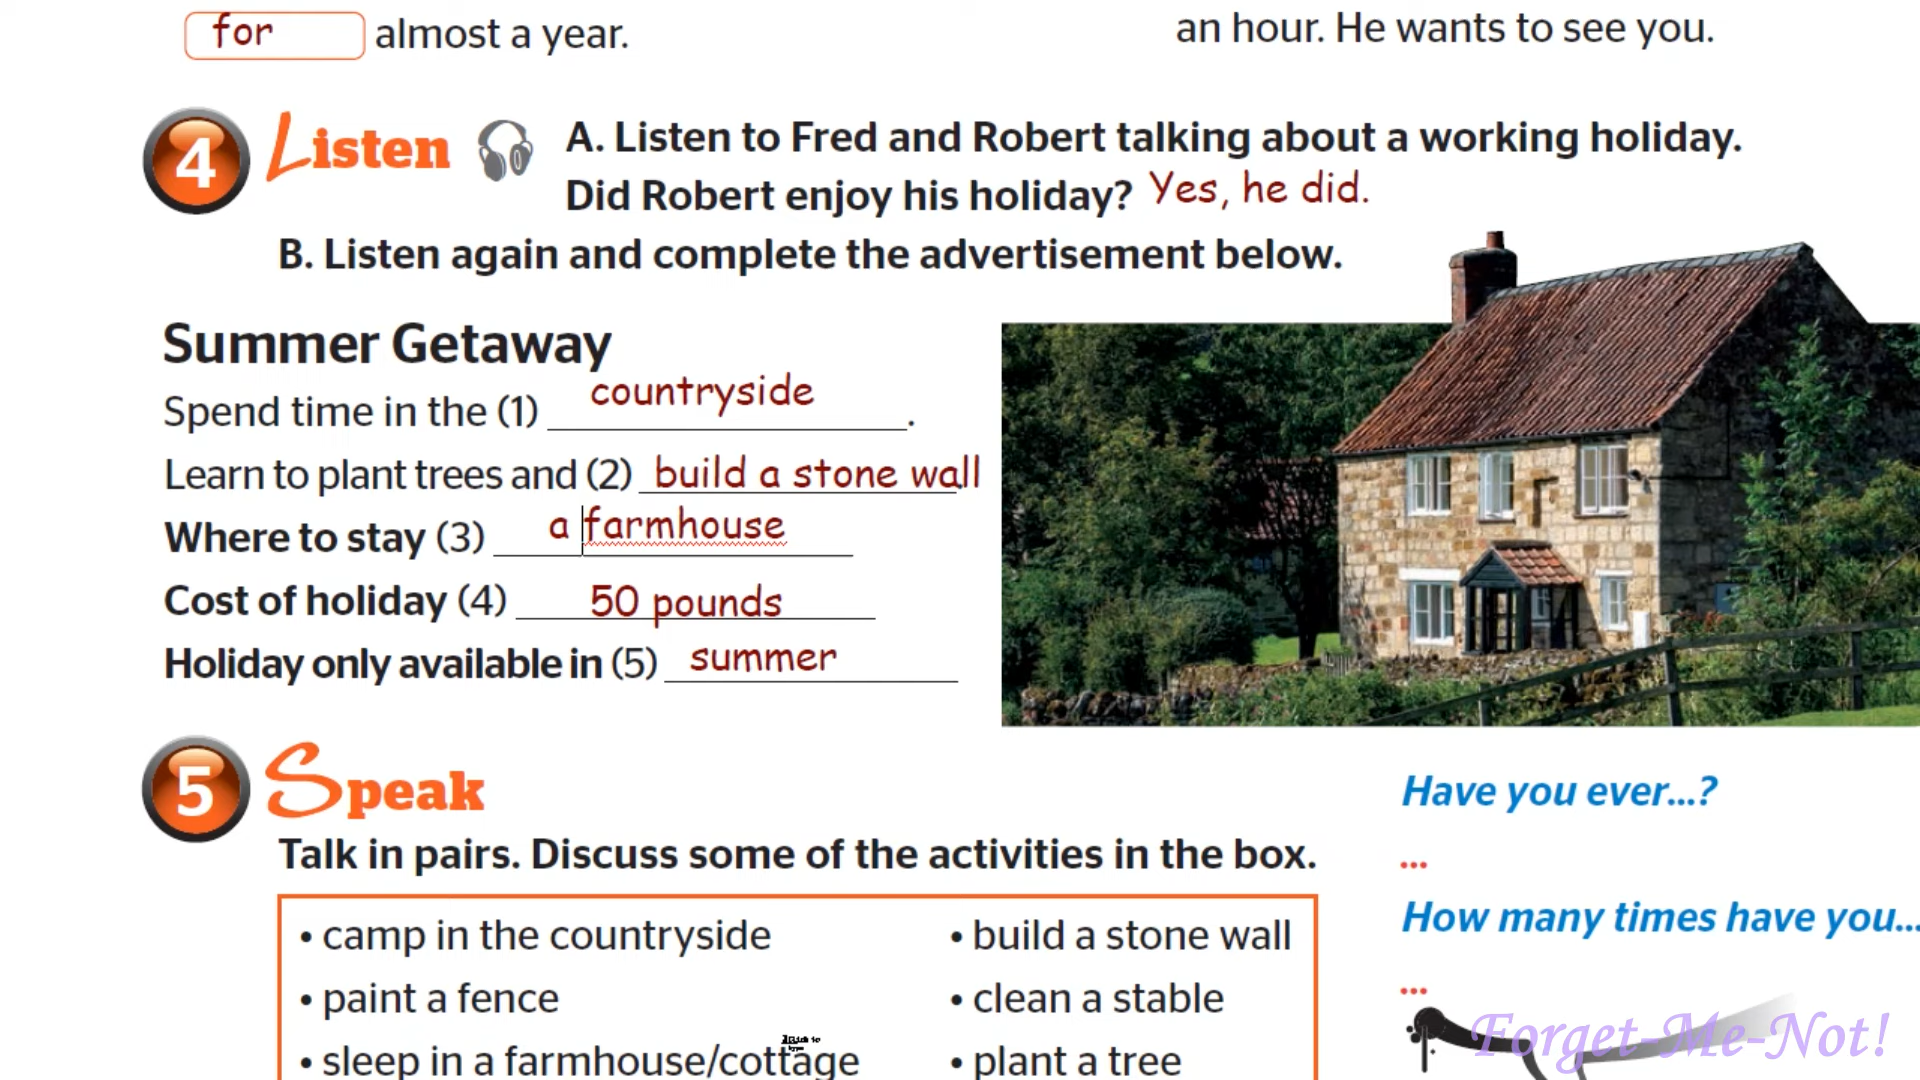 for almost a year.
an hour. He wants to see you.
4 Listen A. Listen to Fred and Robert talking about a working holiday.
Did Robert enjoy his holiday? Yes, he did.
B. Listen again and complete the advertisement below.
Summer Getaway
Spend time in the (1) countryside.
Learn to plant trees and (2) build a stone wall.
Where to stay (3) a farmhouse
Cost of holiday (4) 50 pounds
Holiday only available in (5) summer
5 Speak
Talk in pairs. Discuss some of the activities in the box.
• camp in the countryside
• paint a fence
• sleep in a farmhouse/cottage
• build a stone wall
• clean a stable
• plant a tree
Have you ever...?
...
How many times have you...
...
Forget-Me-Not!